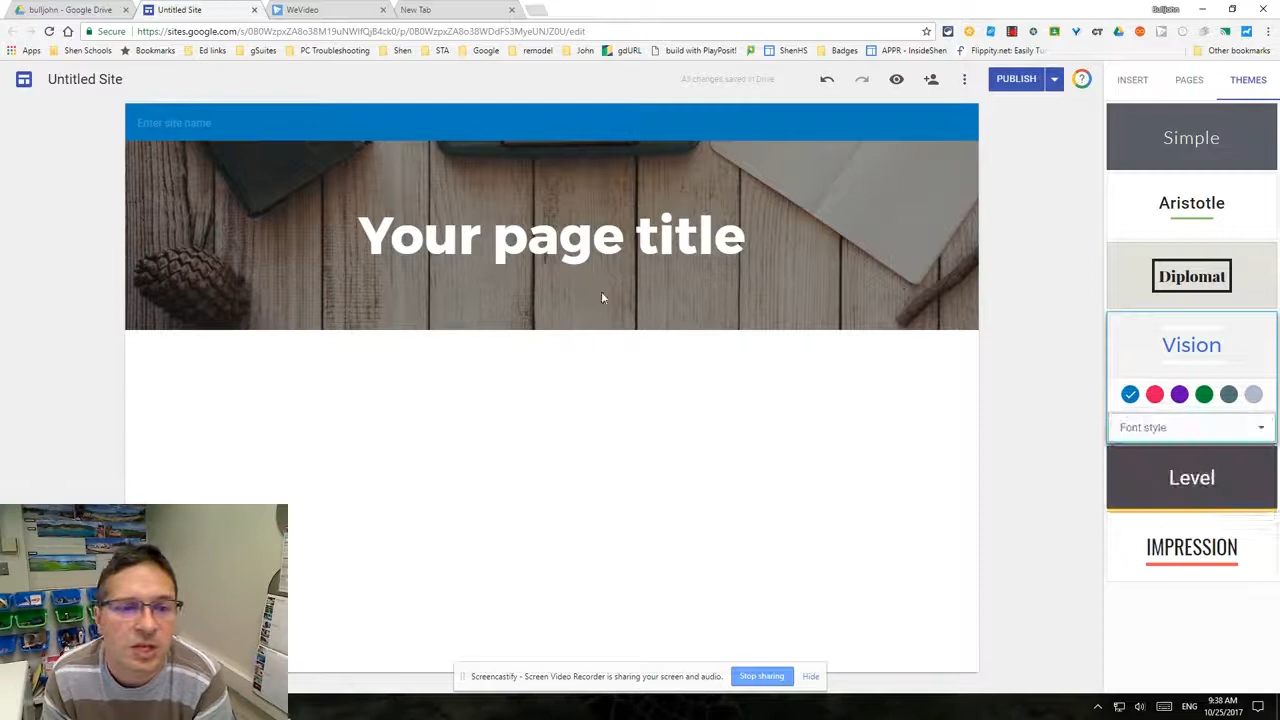 bulljohn - Google Drive
Untitled Site
WeVideo
New Tab
Bulljohn
Secure
https://sites.google.com/s/0B0WzpxZA8o38M19uNWlfQjB4ck0/p/0B0WzpxZA8o38WDdFS3MyeUNJZ0U/edit
Apps
Shen Schools
Bookmarks
Ed links
gSuites
PC Troubleshooting
Shen
STA
Google
remodel
John
gdURL
build with PlayPosit!
ShenHS
Badges
APPR - InsideShen
Flippity.net: Easily Tur
Other bookmarks
Untitled Site
All changes saved in Drive
PUBLISH
INSERT
PAGES
THEMES
Enter site name
Your page title
Simple
Aristotle
Diplomat
Vision
Font style
Level
IMPRESSION
Screencastify - Screen Video Recorder is sharing your screen and audio.
Stop sharing
Hide
ENG
9:38 AM
10/25/2017